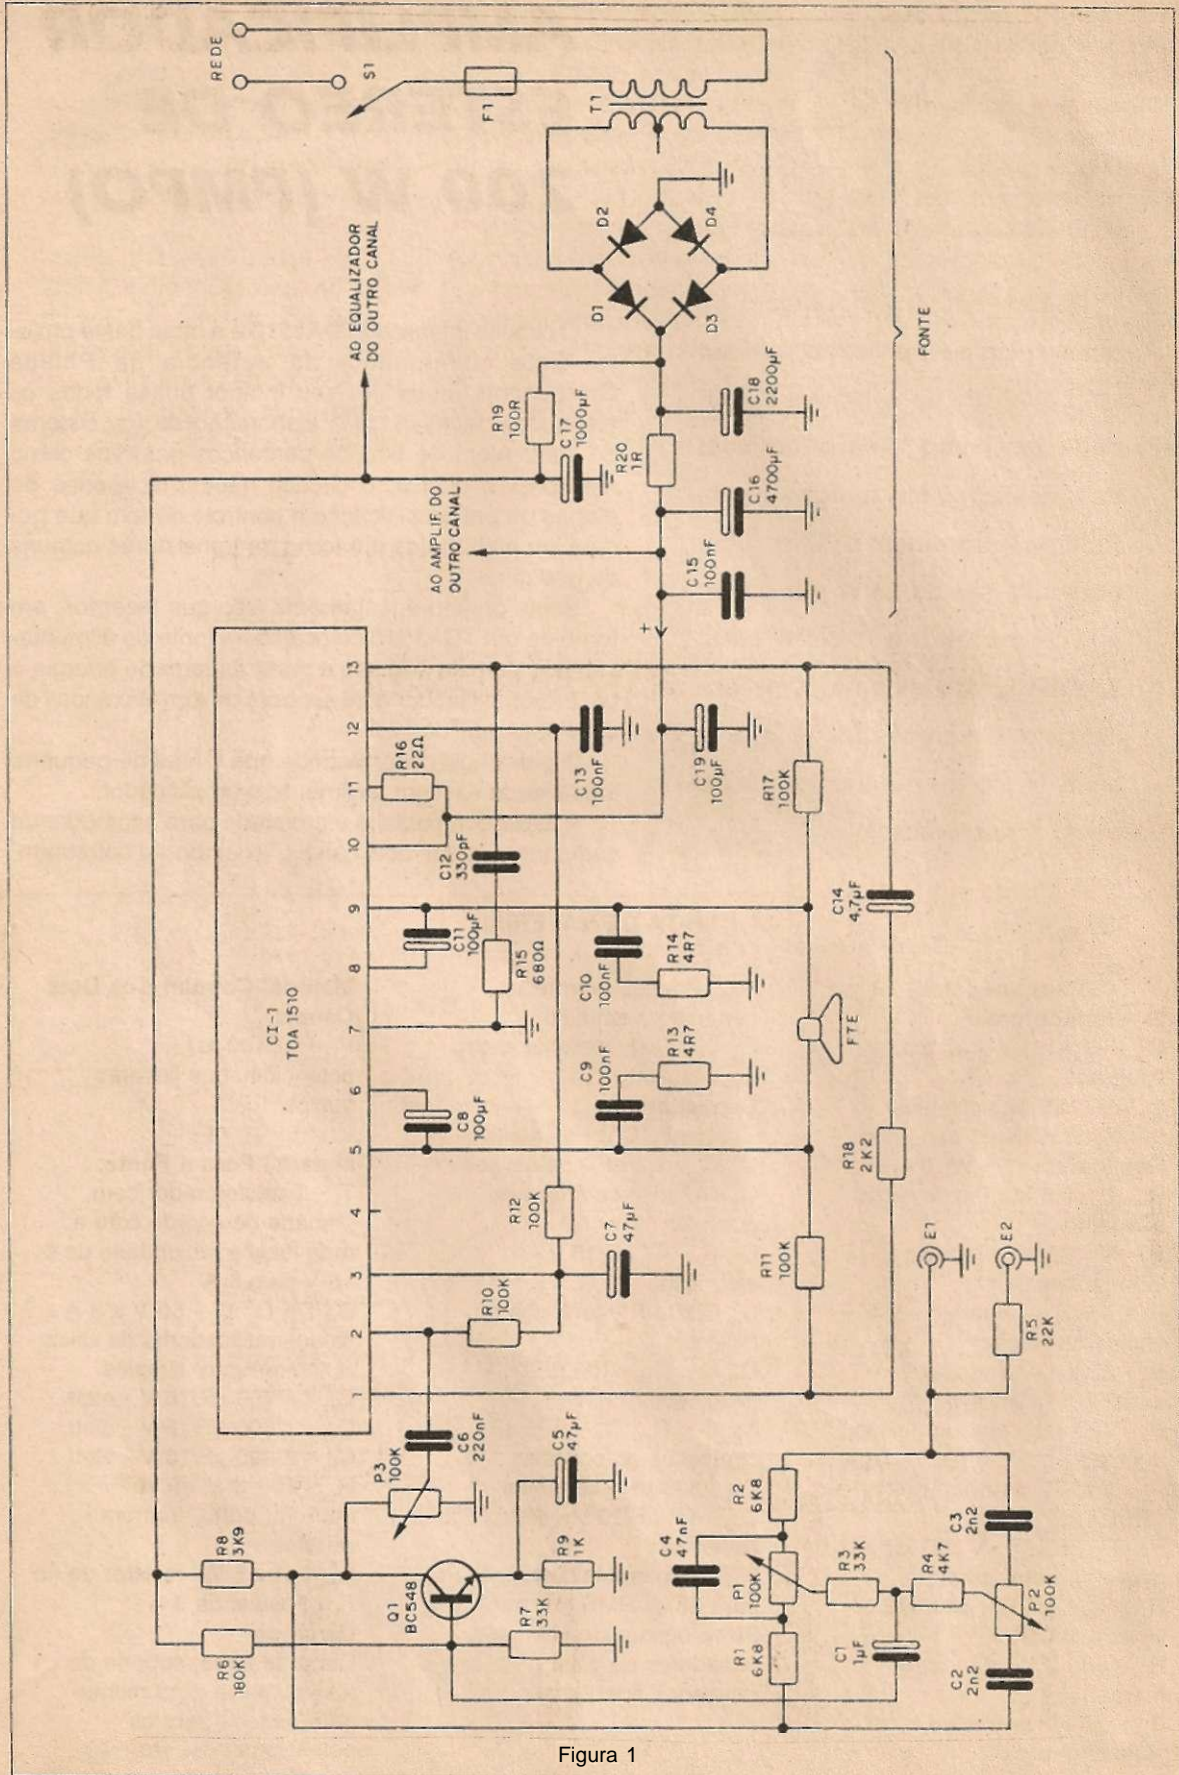 REDE
S1
F1
T1
D1
D2
D3
D4
AO EQUALIZADOR
DO OUTRO CANAL
R19
100R
C17
1000µF
R20
1R
C18
2200µF
C16
4700µF
AO AMPLIF. DO
OUTRO CANAL
C15
100nF
FONTE
+
CI-1
TDA 1510
1
2
3
4
5
6
7
8
9
10
11
12
13
R16
22Ω
C13
100nF
C19
100µF
R17
100K
C12
330pF
C11
100µF
R15
680Ω
C10
100nF
R14
4R7
C14
4,7µF
C9
100nF
R13
4R7
FTE
C8
100µF
R12
100K
C7
47µF
R18
2K2
R11
100K
R10
100K
E1
E2
R5
22K
P3
100K
C6
220nF
C5
47µF
R8
3K9
R9
1K
Q1
BC548
R7
33K
R6
180K
R2
6K8
C4
47nF
P1
100K
R3
33K
R4
4K7
C3
2n2
P2
100K
R1
6K8
C1
1µF
C2
2n2
Figura 1